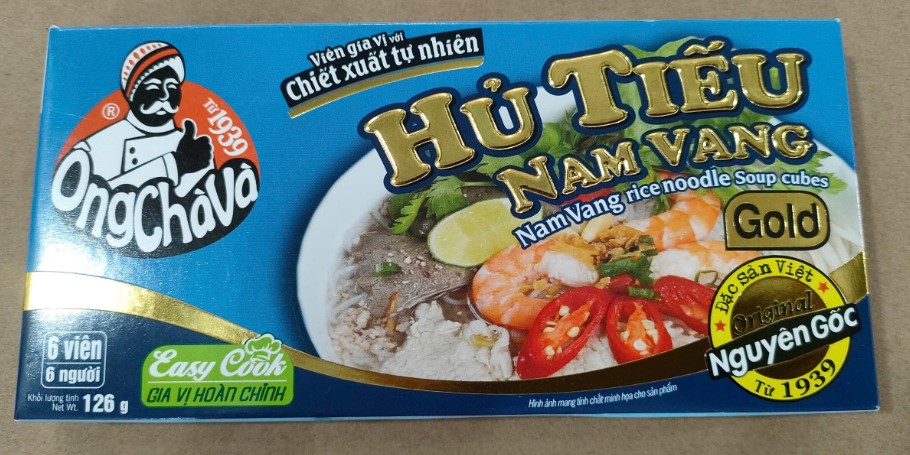 ®
Từ 1939
OngChàVà
Viên gia vị với
Chiết xuất tự nhiên
HỦ TIẾU
NAM VANG
Nam Vang rice noodle Soup cubes
Gold
Đặc Sản Việt
Original
Nguyên Gốc
Từ 1939
6 viên
6 người
Khối lượng tịnh
Net Wt. 126 g
Easy Cook
GIA VỊ HOÀN CHỈNH
Hình ảnh mang tính chất minh họa cho sản phẩm